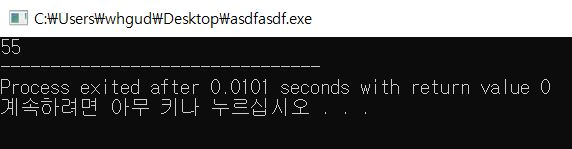 C:₩Users₩whgud₩Desktop₩asdfasdf.exe
55
--------------------------------
Process exited after 0.0101 seconds with return value 0
계속하려면 아무 키나 누르십시오 . . .